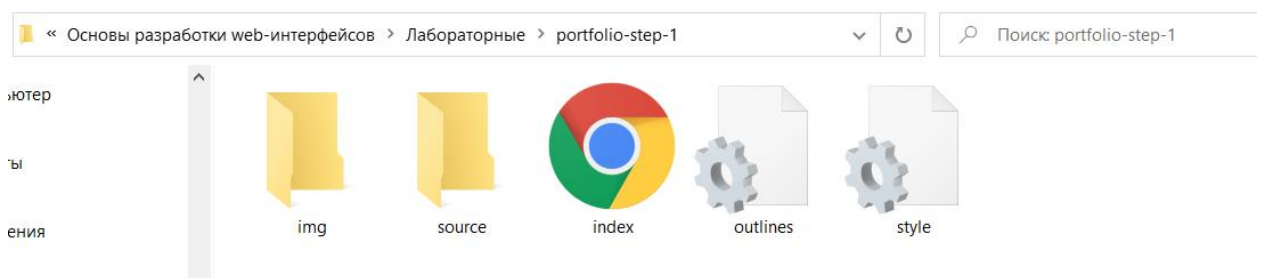 « Основы разработки web-интерфейсов > Лабораторные > portfolio-step-1
Поиск: portfolio-step-1
ьютер
ты
ения
img
source
index
outlines
style